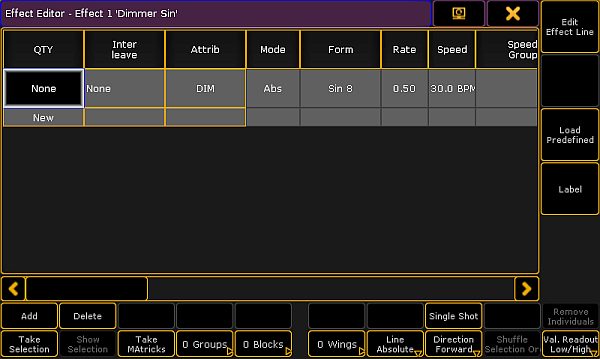 Effect Editor - Effect 1 'Dimmer Sin'
Edit
Effect Line
QTY
Inter
leave
Attrib
Mode
Form
Rate
Speed
Speed
Group
None
None
DIM
Abs
Sin 8
0.50
30.0 BPM
New
Load
Predefined
Label
Add
Delete
Single Shot
Remove
Individuals
Take
Selection
Show
Selection
Take
MAtricks
0 Groups
0 Blocks
0 Wings
Line
Absolute
Direction
Forward
Shuffle
Selection Or
Val. Readout
Low/High